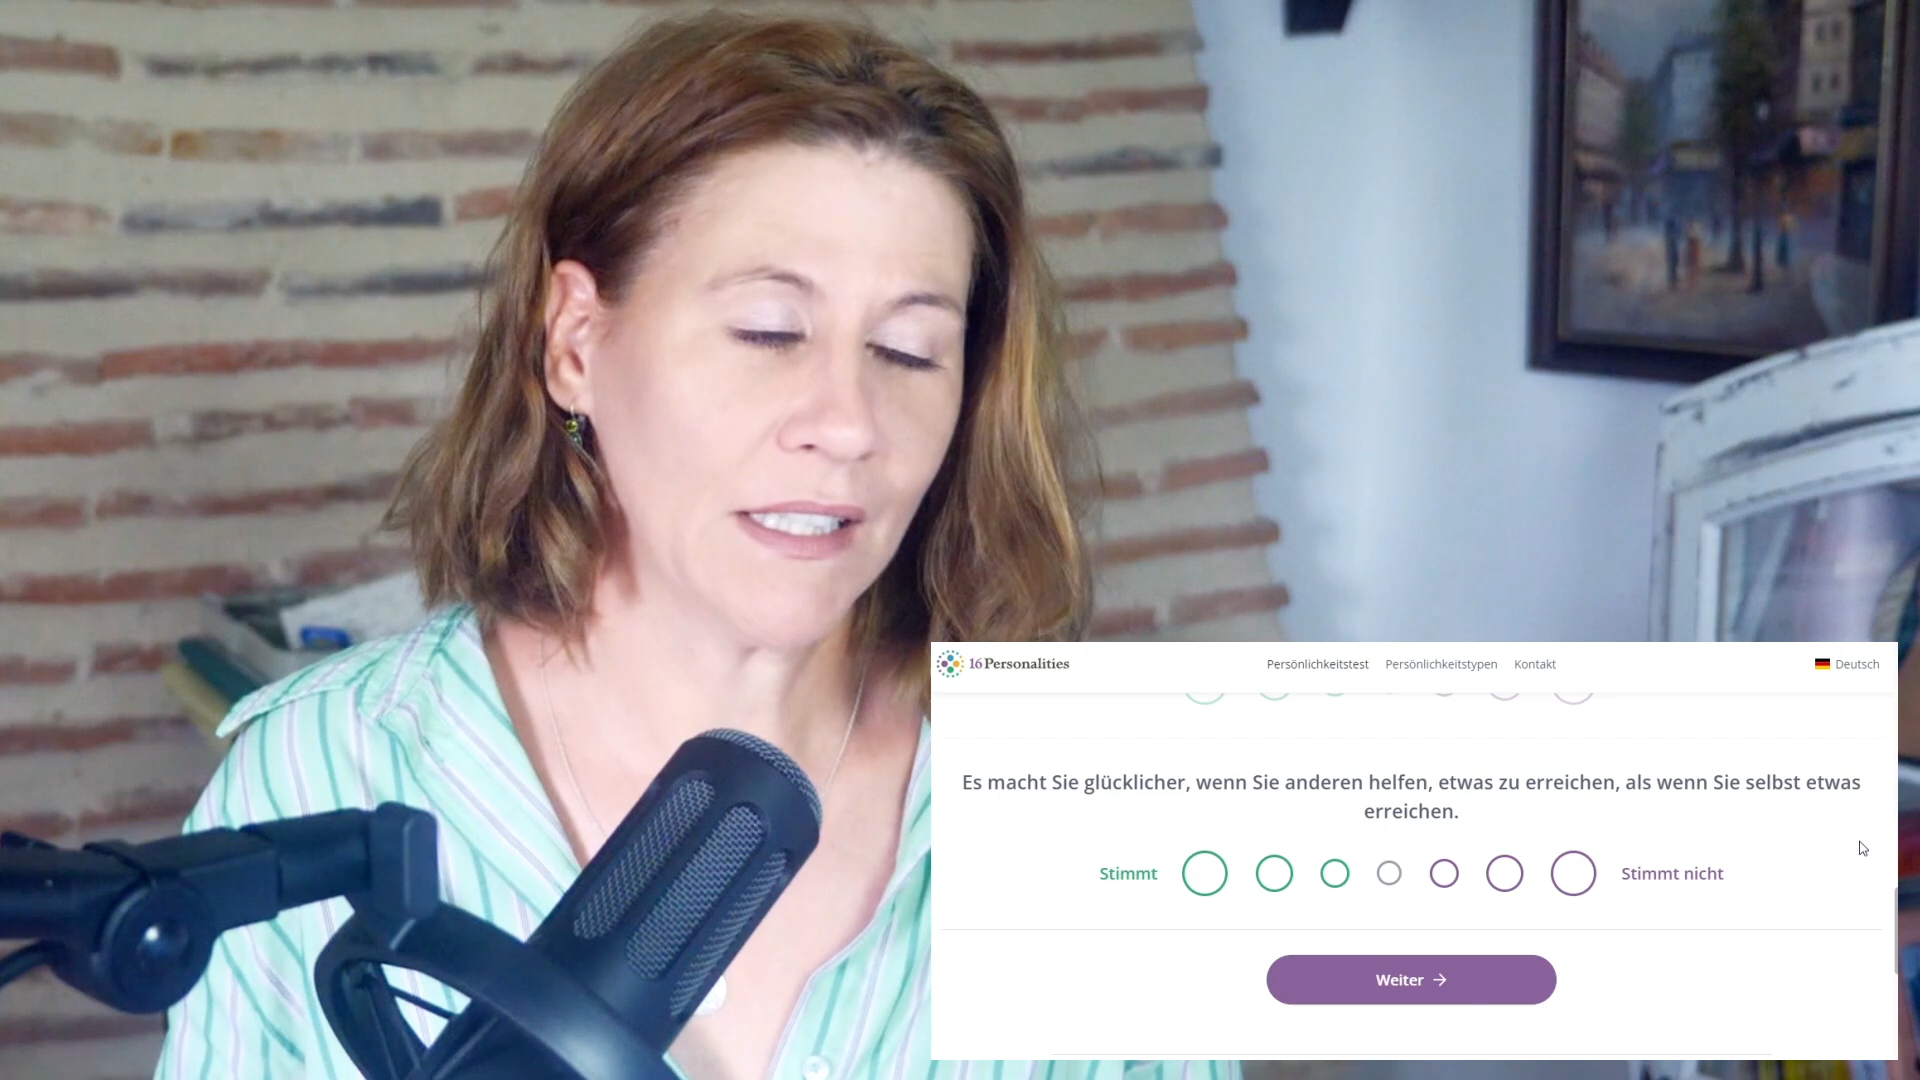 16Personalities
Persönlichkeitstest Persönlichkeitstypen Kontakt
Deutsch
Es macht Sie glücklicher, wenn Sie anderen helfen, etwas zu erreichen, als wenn Sie selbst etwas
erreichen.
Stimmt Stimmt nicht
Weiter →